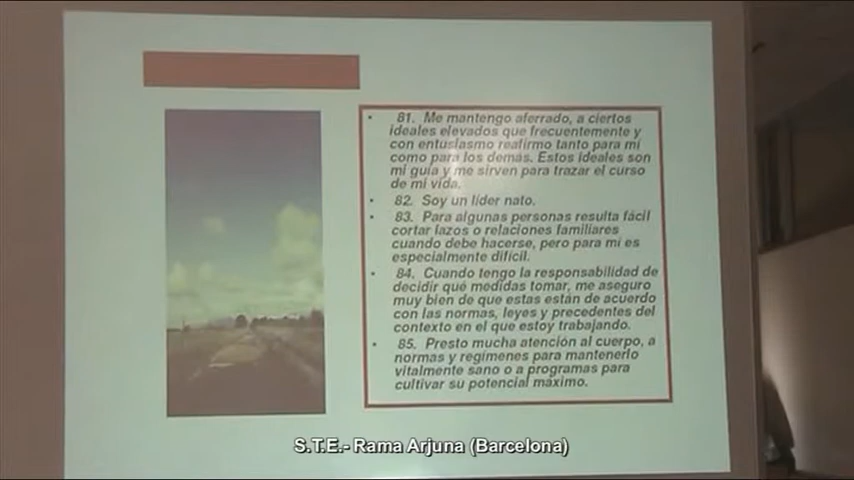 • 81. Me mantengo aferrado, a ciertos
ideales elevados que frecuentemente y
con entusiasmo reafirmo tanto para mí
como para los demás. Estos ideales son
mi guía y me sirven para trazar el curso
de mi vida.
• 82. Soy un líder nato.
• 83. Para algunas personas resulta fácil
cortar lazos o relaciones familiares
cuando debe hacerse, pero para mí es
especialmente difícil.
• 84. Cuando tengo la responsabilidad de
decidir qué medidas tomar, me aseguro
muy bien de que estas están de acuerdo
con las normas, leyes y precedentes del
contexto en el que estoy trabajando.
• 85. Presto mucha atención al cuerpo, a
normas y regímenes para mantenerlo
vitalmente sano o a programas para
cultivar su potencial máximo.
S.T.E.- Rama Arjuna (Barcelona)